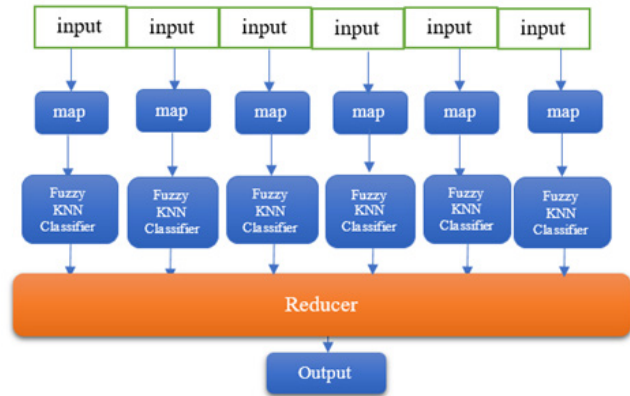 input input input input input input
map map map map map map
Fuzzy Fuzzy Fuzzy Fuzzy Fuzzy Fuzzy
KNN KNN KNN KNN KNN KNN
Classifier Classifier Classifier Classifier Classifier Classifier
Reducer
Output